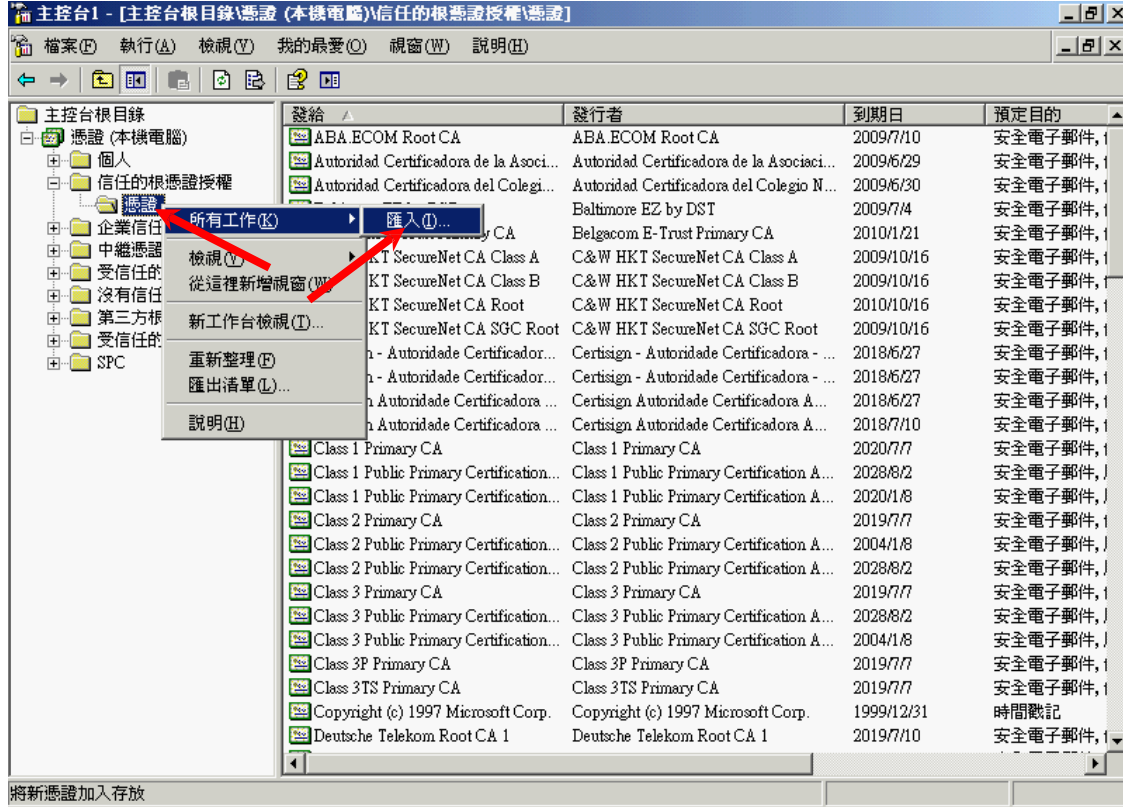 主控台1 - [主控台根目錄\憑證 (本機電腦)\信任的根憑證授權\憑證]
檔案(F) 執行(A) 檢視(V) 我的最愛(O) 視窗(W) 說明(H)
主控台根目錄
憑證 (本機電腦)
個人
信任的根憑證授權
憑證
企業信任
中繼憑證
受信任的
沒有信任
第三方根
受信任的
SPC
所有工作(K)
檢視(V)
從這裡新增視窗(W)
新工作台檢視(T)...
重新整理(F)
匯出清單(L)...
說明(H)
匯入(I)...
發給 發行者 到期日 預定目的
ABA.ECOM Root CA ABA.ECOM Root CA 2009/7/10 安全電子郵件,
Autoridad Certificadora de la Asoci... Autoridad Certificadora de la Asociaci... 2009/6/29 安全電子郵件,
Autoridad Certificadora del Colegi... Autoridad Certificadora del Colegio N... 2009/6/30 安全電子郵件,
Baltimore EZ by DST 2009/7/4 安全電子郵件,
y CA Belgacom E-Trust Primary CA 2010/1/21 安全電子郵件,
KT SecureNet CA Class A C&W HKT SecureNet CA Class A 2009/10/16 安全電子郵件,
KT SecureNet CA Class B C&W HKT SecureNet CA Class B 2009/10/16 安全電子郵件,
KT SecureNet CA Root C&W HKT SecureNet CA Root 2010/10/16 安全電子郵件,
KT SecureNet CA SGC Root C&W HKT SecureNet CA SGC Root 2009/10/16 安全電子郵件,
n - Autoridade Certificador... Certisign - Autoridade Certificadora - ... 2018/6/27 安全電子郵件,
n - Autoridade Certificador... Certisign - Autoridade Certificadora - ... 2018/6/27 安全電子郵件,
n Autoridade Certificadora ... Certisign Autoridade Certificadora A... 2018/6/27 安全電子郵件,
n Autoridade Certificadora ... Certisign Autoridade Certificadora A... 2018/7/10 安全電子郵件,
Class 1 Primary CA Class 1 Primary CA 2020/7/7 安全電子郵件,
Class 1 Public Primary Certification... Class 1 Public Primary Certification A... 2028/8/2 安全電子郵件,
Class 1 Public Primary Certification... Class 1 Public Primary Certification A... 2020/1/8 安全電子郵件,
Class 2 Primary CA Class 2 Primary CA 2019/7/7 安全電子郵件,
Class 2 Public Primary Certification... Class 2 Public Primary Certification A... 2004/1/8 安全電子郵件,
Class 2 Public Primary Certification... Class 2 Public Primary Certification A... 2028/8/2 安全電子郵件,
Class 3 Primary CA Class 3 Primary CA 2019/7/7 安全電子郵件,
Class 3 Public Primary Certification... Class 3 Public Primary Certification A... 2028/8/2 安全電子郵件,
Class 3 Public Primary Certification... Class 3 Public Primary Certification A... 2004/1/8 安全電子郵件,
Class 3P Primary CA Class 3P Primary CA 2019/7/7 安全電子郵件,
Class 3TS Primary CA Class 3TS Primary CA 2019/7/7 安全電子郵件,
Copyright (c) 1997 Microsoft Corp. Copyright (c) 1997 Microsoft Corp. 1999/12/31 時間戳記
Deutsche Telekom Root CA 1 Deutsche Telekom Root CA 1 2019/7/10 安全電子郵件,
將新憑證加入存放